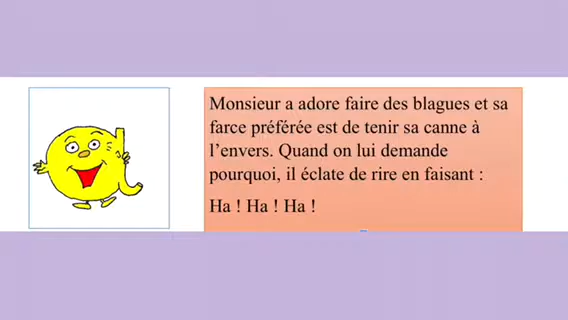 Monsieur a adore faire des blagues et sa
farce préférée est de tenir sa canne à
l’envers. Quand on lui demande
pourquoi, il éclate de rire en faisant :
Ha ! Ha ! Ha !